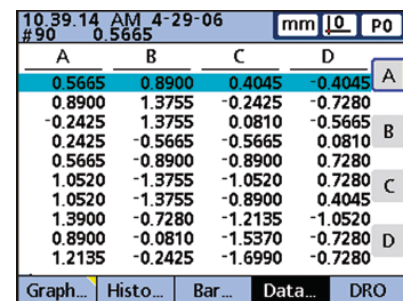 10.39.14 AM 4-29-06
#90 0.5665
mm 0 P0
A B C D
0.5665 0.8900 0.4045 -0.4045
0.8900 1.3755 -0.2425 -0.7280
-0.2425 1.3755 0.0810 -0.5665
0.2425 -0.5665 -0.5665 0.0810
0.5665 -0.8900 -0.8900 0.7280
1.0520 -1.3755 -1.0520 0.7280
1.0520 -1.3755 -0.8900 0.4045
1.3900 -0.7280 -1.2135 -1.0520
0.8900 -0.0810 -1.5370 -0.7280
1.2135 -0.2425 -1.6990 -0.7280
A
B
C
D
Graph... Histo... Bar... Data... DRO